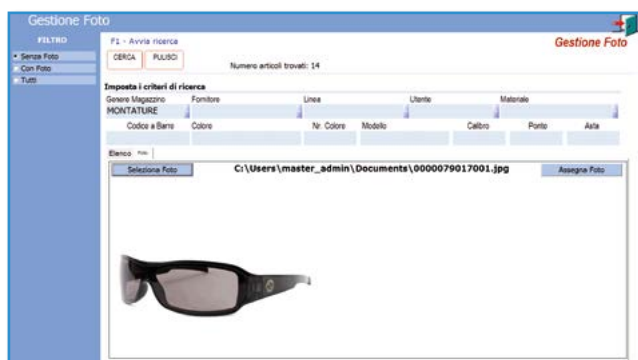 Gestione Foto
FILTRO
Senza Foto
Con Foto
Tutti
F1 - Avvia ricerca
Gestione Foto
CERCA PULISCI
Numero articoli trovati: 14
Imposta i criteri di ricerca
Genere Magazzino Fornitore Linea Utente Materiale
MONTATURE
Codice a Barre Colore Nr. Colore Modello Calibro Ponte Asta
Elenco Foto
Seleziona Foto C:\Users\master_admin\Documents\0000079017001.jpg Assegna Foto